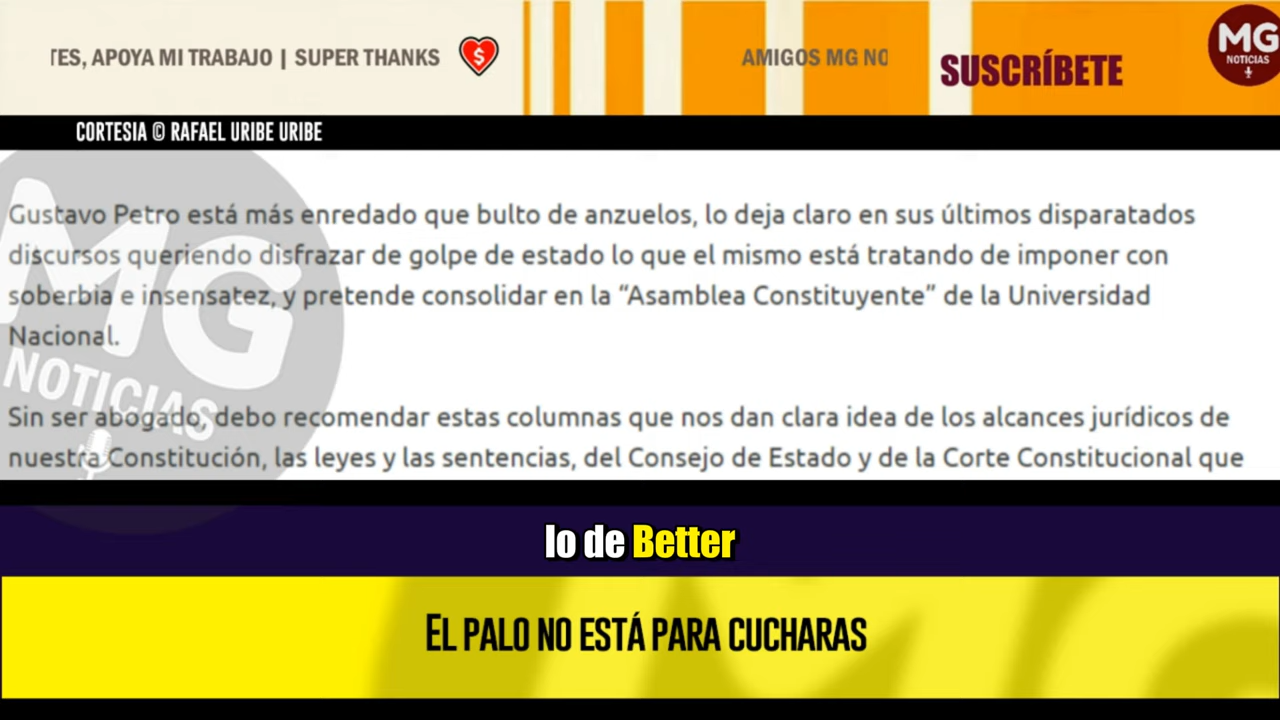 TES, APOYA MI TRABAJO | SUPER THANKS
AMIGOS MG NO
SUSCRÍBETE
MG
NOTICIAS
CORTESIA © RAFAEL URIBE URIBE
Gustavo Petro está más enredado que bulto de anzuelos, lo deja claro en sus últimos disparatados
discursos queriendo disfrazar de golpe de estado lo que el mismo está tratando de imponer con
soberbia e insensatez, y pretende consolidar en la “Asamblea Constituyente” de la Universidad
Nacional.
Sin ser abogado, debo recomendar estas columnas que nos dan clara idea de los alcances jurídicos de
nuestra Constitución, las leyes y las sentencias, del Consejo de Estado y de la Corte Constitucional que
MG
NOTICIAS
lo de Better
EL PALO NO ESTÁ PARA CUCHARAS